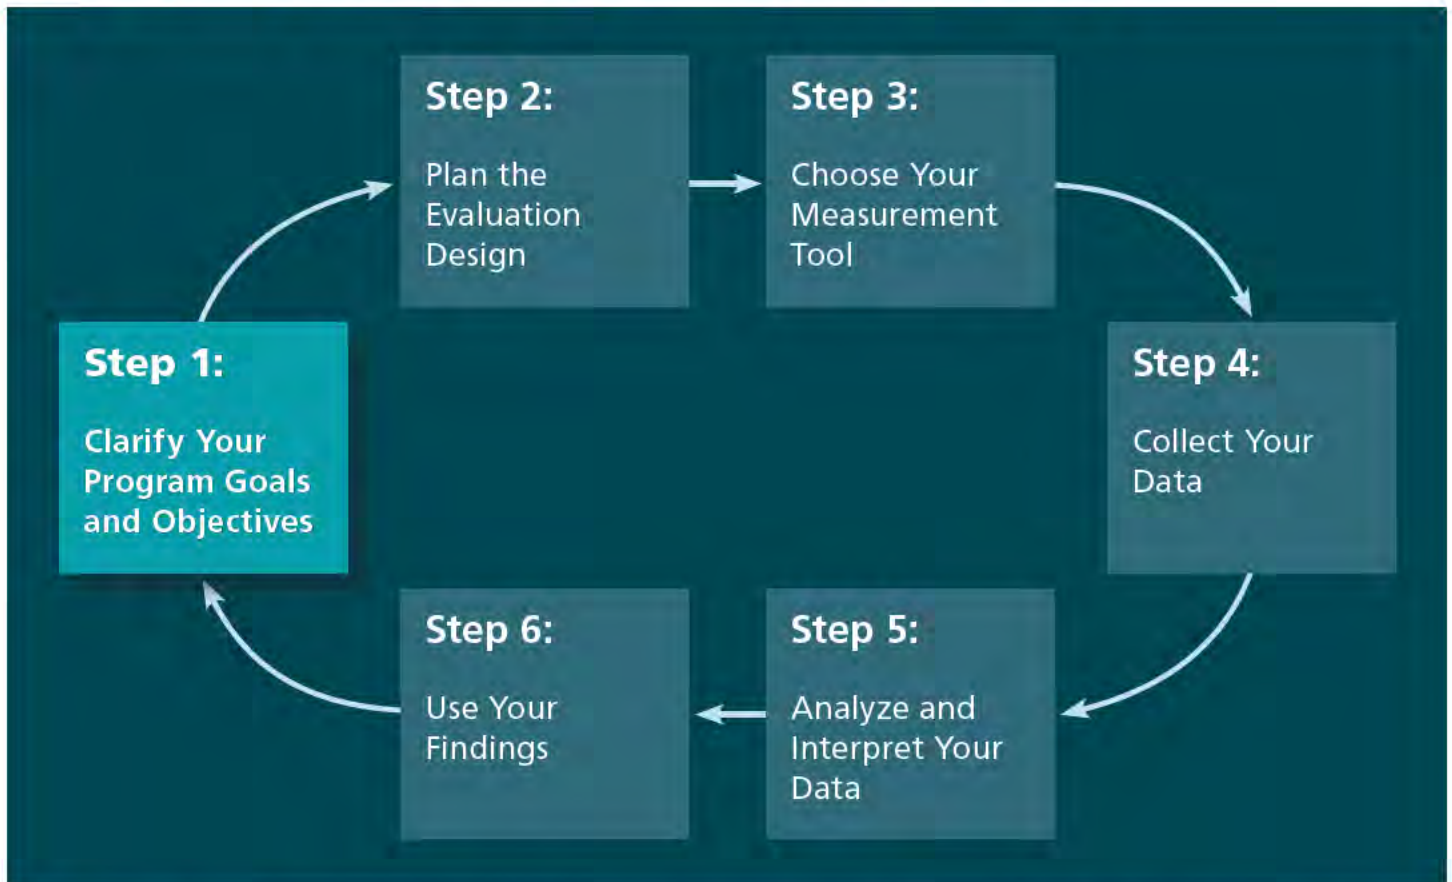 Step 1:
Clarify Your
Program Goals
and Objectives
Step 2:
Plan the
Evaluation
Design
Step 3:
Choose Your
Measurement
Tool
Step 4:
Collect Your
Data
Step 5:
Analyze and
Interpret Your
Data
Step 6:
Use Your
Findings